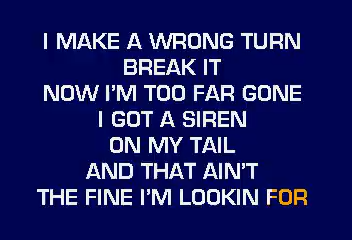 I MAKE A WRONG TURN
BREAK IT
NOW I'M TOO FAR GONE
I GOT A SIREN
ON MY TAIL
AND THAT AIN'T
THE FINE I'M LOOKIN FOR